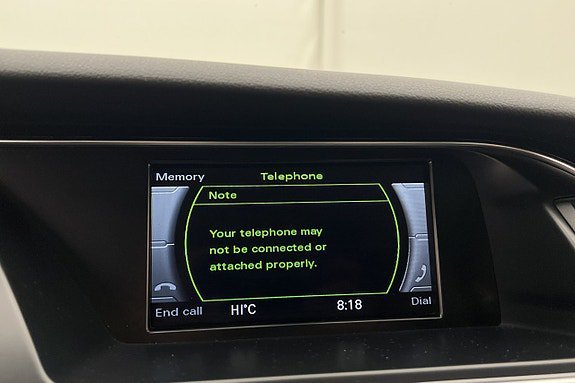 Memory
Telephone
Note
Your telephone may
not be connected or
attached properly.
End call
HI°C
8:18
Dial